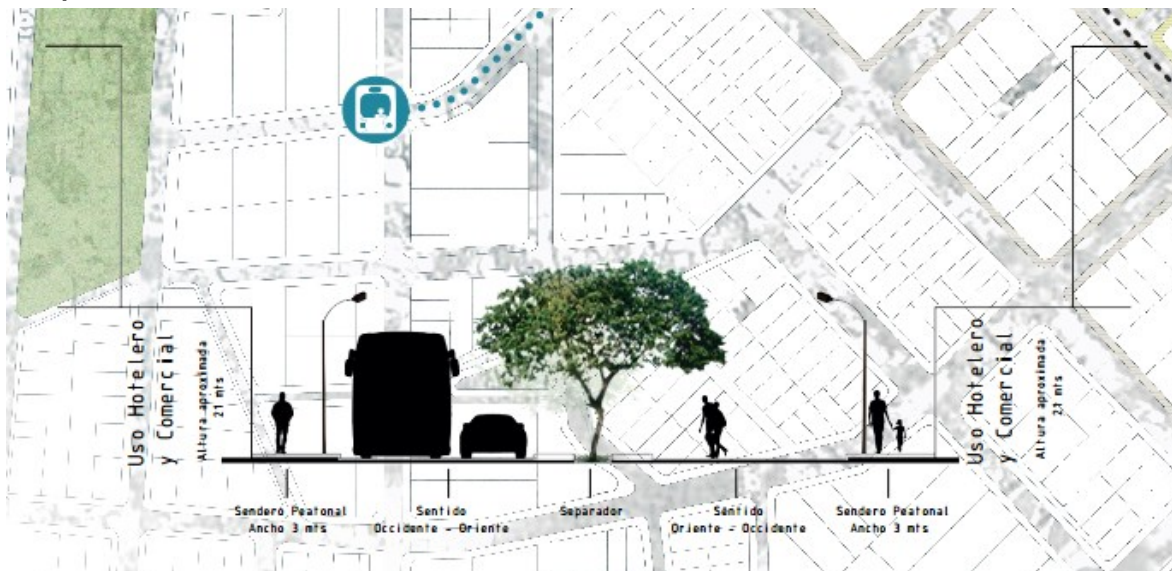 Uso Hotelero
y Comercial
Altura aproximada
21 mts
Uso Hotelero
y Comercial
Altura aproximada
21 mts
Sendero Peatonal
Ancho 3 mts
Sentido
Occidente - Oriente
Separador
Sentido
Oriente - Occidente
Sendero Peatonal
Ancho 3 mts